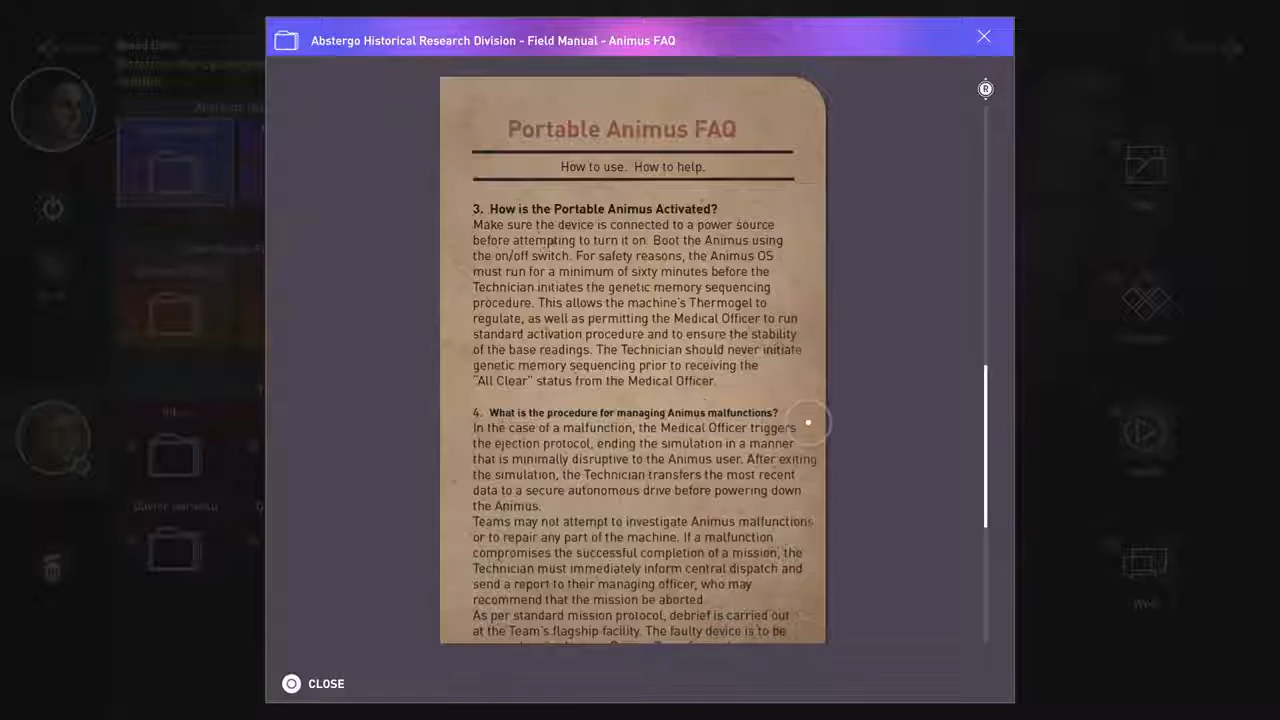 Abstergo Historical Research Division - Field Manual - Animus FAQ
R
Portable Animus FAQ
How to use. How to help.
3. How is the Portable Animus Activated?
Make sure the device is connected to a power source
before attempting to turn it on. Boot the Animus using
the on/off switch. For safety reasons, the Animus OS
must run for a minimum of sixty minutes before the
Technician initiates the genetic memory sequencing
procedure. This allows the machine's Thermogel to
regulate, as well as permitting the Medical Officer to run
standard activation procedure and to ensure the stability
of the base readings. The Technician should never initiate
genetic memory sequencing prior to receiving the
"All Clear" status from the Medical Officer.
4. What is the procedure for managing Animus malfunctions?
In the case of a malfunction, the Medical Officer triggers
the ejection protocol, ending the simulation in a manner
that is minimally disruptive to the Animus user. After exiting
the simulation, the Technician transfers the most recent
data to a secure autonomous drive before powering down
the Animus.
Teams may not attempt to investigate Animus malfunctions
or to repair any part of the machine. If a malfunction
compromises the successful completion of a mission, the
Technician must immediately inform central dispatch and
send a report to their managing officer, who may
recommend that the mission be aborted
As per standard mission protocol, debrief is carried out
at the Team's flagship facility. The faulty device is to be
CLOSE